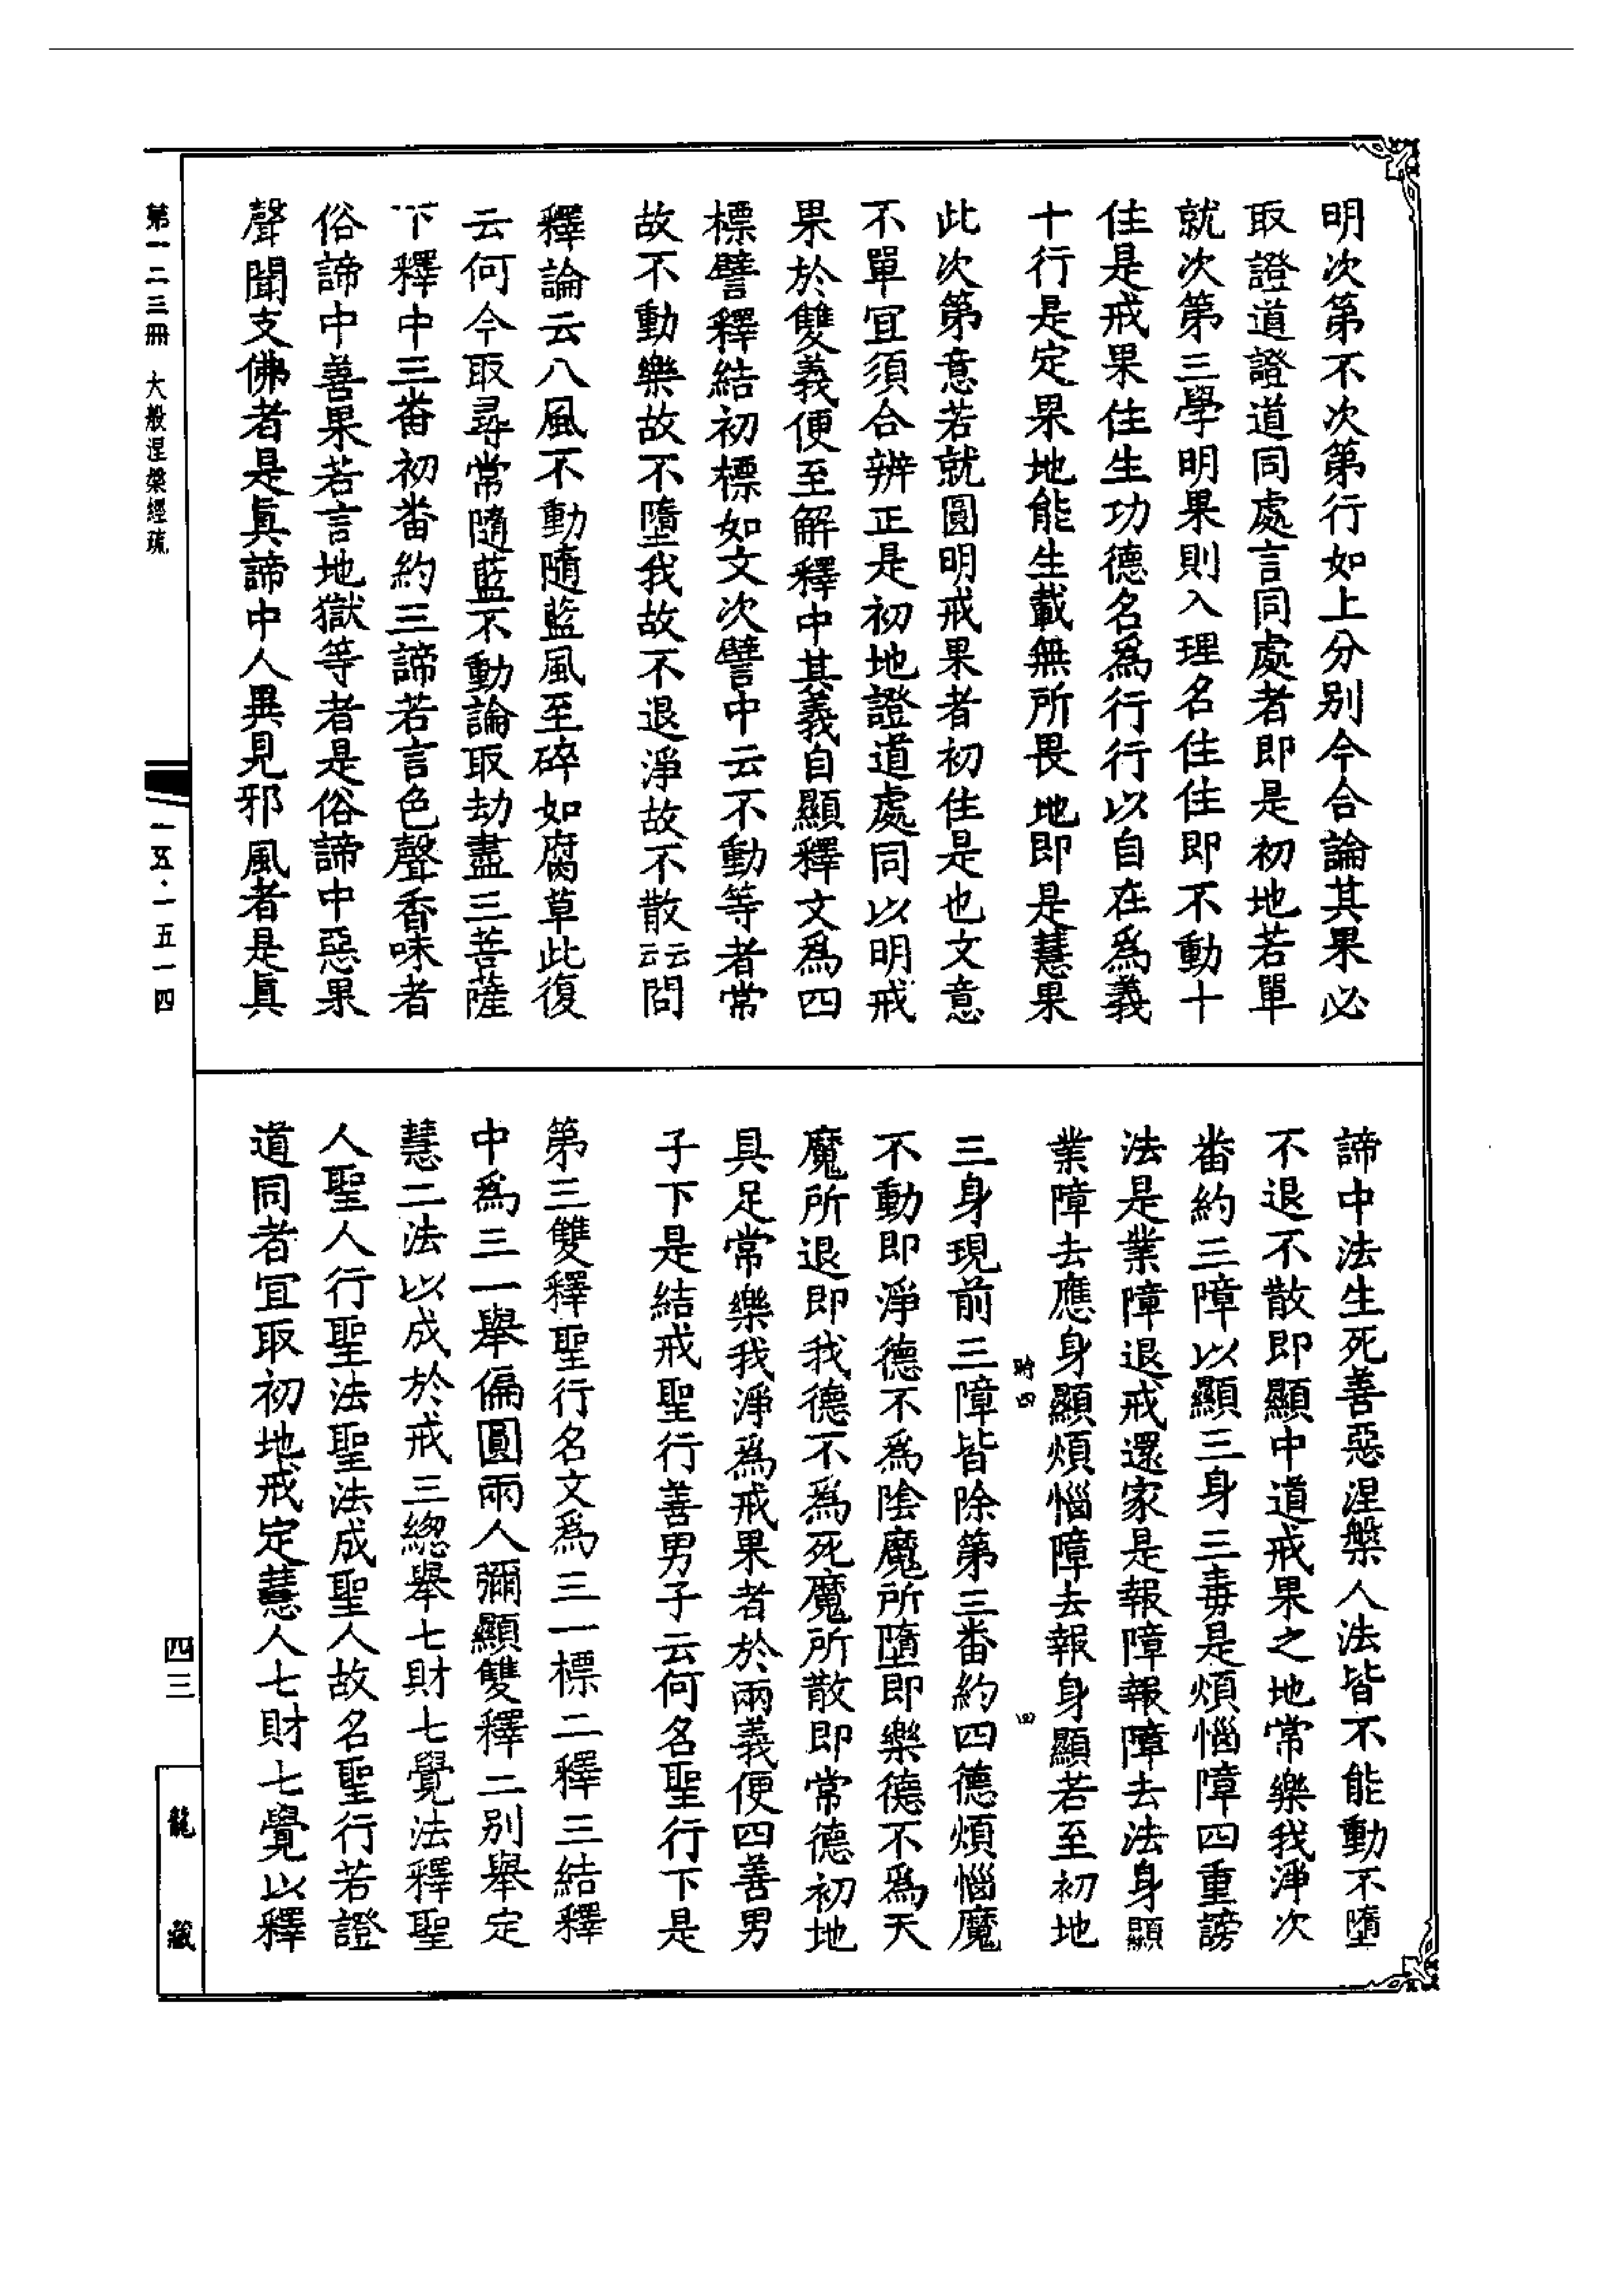 明次第不次第行如上分别今合論其果必
取證道證道同處言同處者即是初地若單
就次第三學明果則入理名住住即不動十
住是戒果住生功德名爲行行以自在爲義
十行是定果地能生載無所畏地即是慧果
此次第意若就圓明戒果者初住是也文意
不單宜須合辨正是初地證道處同以明戒
果於雙義便至解釋中其義自顯釋文爲四
標譬釋結初標如文次譬中云不動等者常
故不動樂故不墮我故不退淨故不散云云問
釋論云八風不動隨藍風至碎如腐草此復
云何今取尋常隨藍不動論取劫盡三菩薩
下釋中三番初番約三諦若言色聲香味者
俗諦中善果若言地獄等者是俗諦中惡果
聲聞支佛者是眞諦中人異見邪風者是眞
諦中法生死善惡涅槃人法皆不能動不墮
不退不散即顯中道戒果之地常樂我淨次
番約三障以顯三身三毒是煩惱障四重謗
法是業障退戒還家是報障報障去法身顯
業障去應身顯煩惱障去報身顯若至初地
三身現前三障皆除第三番約四德煩惱魔
不動即淨德不爲陰魔所墮即樂德不爲天
魔所退即我德不爲死魔所散即常德初地
具足常樂我淨爲戒果者於兩義便四善男
子下是結戒聖行善男子云何名聖行下是
第三雙釋聖行名文爲三一標二釋三結釋
中爲三一舉偏圓兩人彌顯雙釋二别舉定
慧二法以成於戒三緫舉七財七覺法釋聖
人聖人行聖法聖法成聖人故名聖行若證
道同者宜取初地戒定慧人七財七覺以釋
第一二三冊 大般涅槃經疏
一五·一五一四
四三
龍藏
四
四